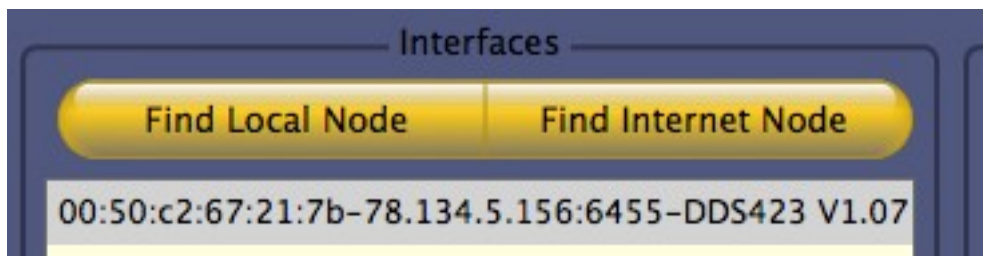 Interfaces
Find Local Node Find Internet Node
00:50:c2:67:21:7b-78.134.5.156:6455-DDS423 V1.07